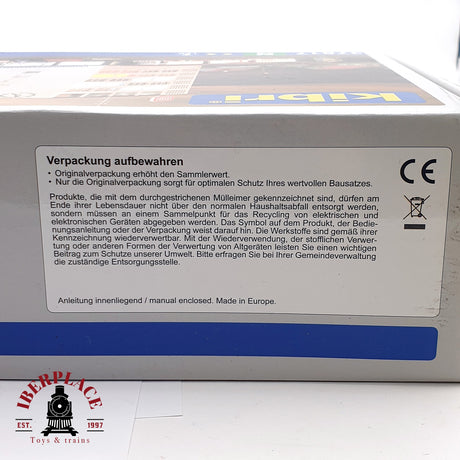 kibri
Verpackung aufbewahren
• Originalverpackung erhöht den Sammlerwert.
• Nur die Originalverpackung sorgt für optimalen Schutz Ihres wertvollen Bausatzes.
Produkte, die mit dem durchgestrichenen Mülleimer gekennzeichnet sind, dürfen am
Ende ihrer Lebensdauer nicht über den normalen Haushaltsabfall entsorgt werden,
sondern müssen an einem Sammelpunkt für das Recycling von elektrischen und
elektronischen Geräten abgegeben werden. Das Symbol auf dem Produkt, der Bedie-
nungsanleitung oder der Verpackung weist darauf hin. Die Werkstoffe sind gemäß ihrer
Kennzeichnung wiederverwertbar. Mit der Wiederverwendung, der stofflichen Verwer-
tung oder anderen Formen der Verwertung von Altgeräten leisten Sie einen wichtigen
Beitrag zum Schutze unserer Umwelt. Bitte erfragen Sie bei Ihrer Gemeindeverwaltung
die zuständige Entsorgungsstelle.
Anleitung innenliegend / manual enclosed. Made in Europe.
CE
IBERPLACE
EST. 1997
Toys & trains